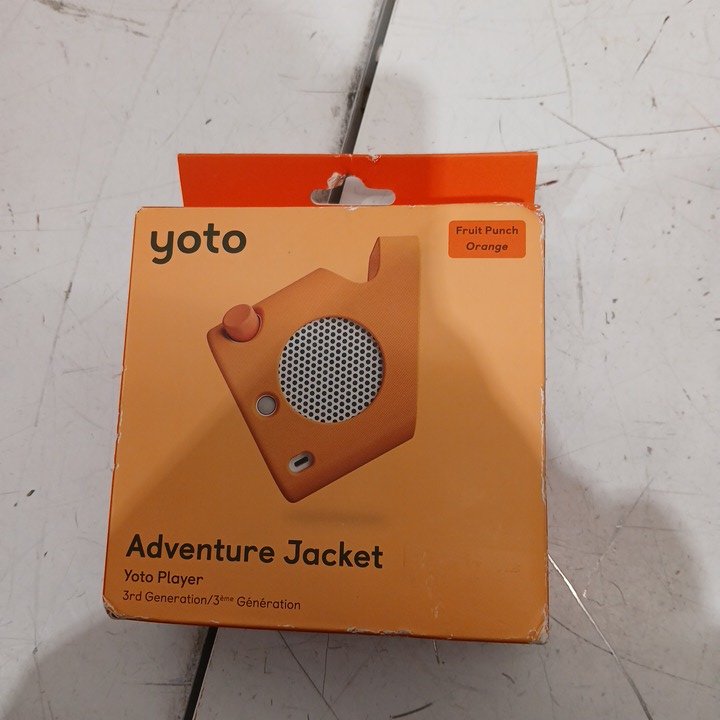 yoto
Fruit Punch
Orange
Adventure Jacket
Yoto Player
3rd Generation/3ème Génération